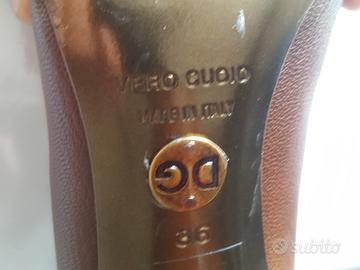 VERO CUOIO
MADE IN ITALY
DG
36
subito